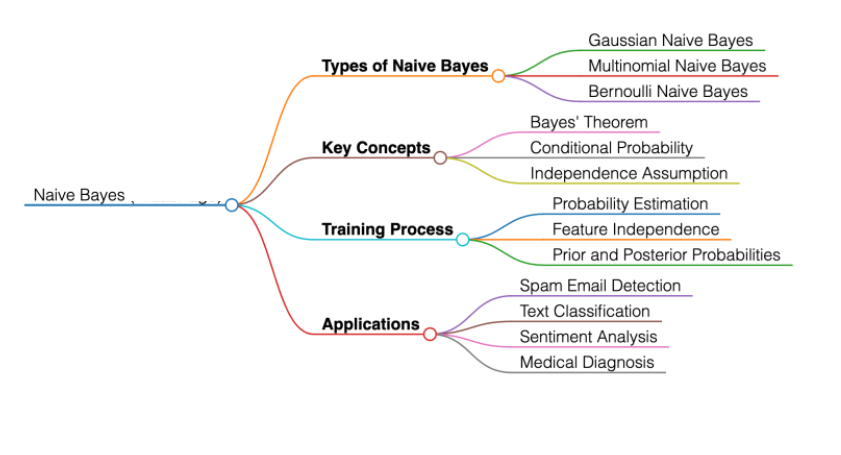 Naive Bayes
Types of Naive Bayes
Gaussian Naive Bayes
Multinomial Naive Bayes
Bernoulli Naive Bayes
Key Concepts
Bayes' Theorem
Conditional Probability
Independence Assumption
Training Process
Probability Estimation
Feature Independence
Prior and Posterior Probabilities
Applications
Spam Email Detection
Text Classification
Sentiment Analysis
Medical Diagnosis